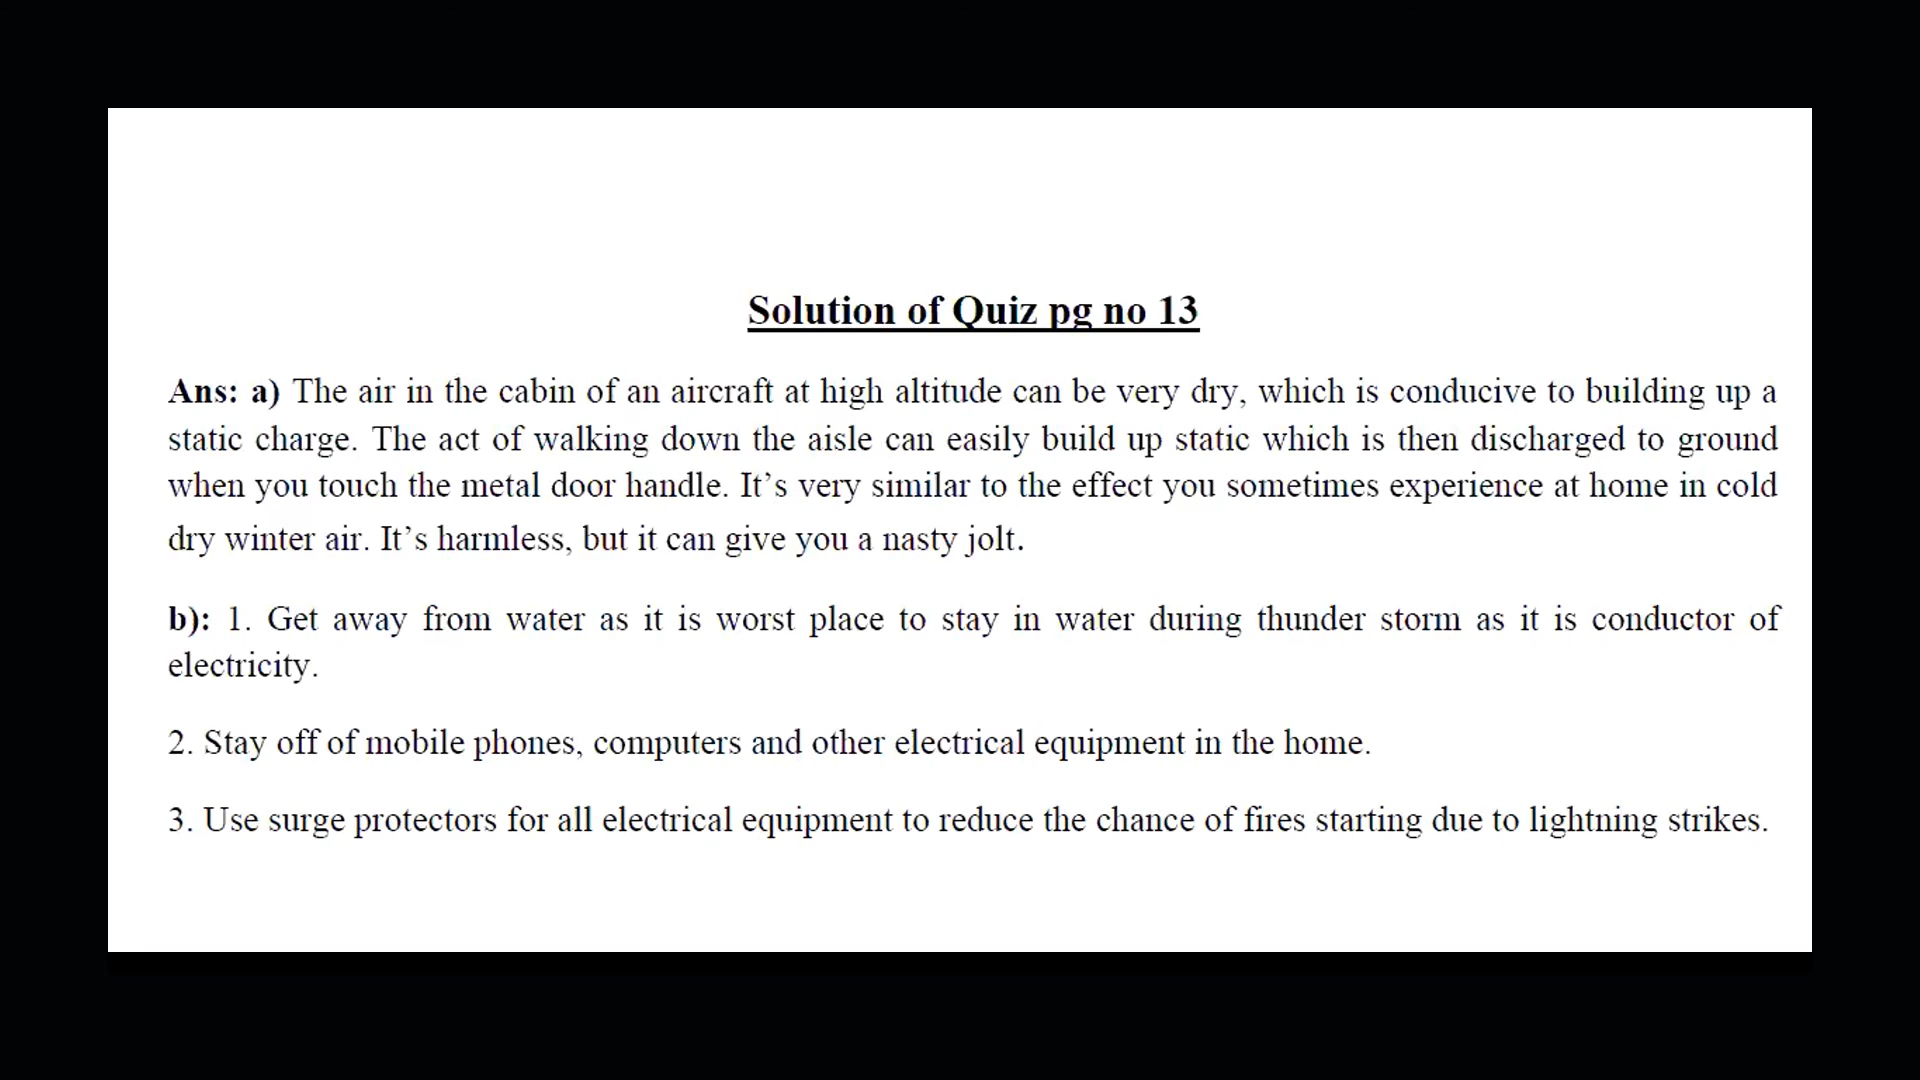 Solution of Quiz pg no 13
Ans: a) The air in the cabin of an aircraft at high altitude can be very dry, which is conducive to building up a
static charge. The act of walking down the aisle can easily build up static which is then discharged to ground
when you touch the metal door handle. It’s very similar to the effect you sometimes experience at home in cold
dry winter air. It’s harmless, but it can give you a nasty jolt.
b): 1. Get away from water as it is worst place to stay in water during thunder storm as it is conductor of
electricity.
2. Stay off of mobile phones, computers and other electrical equipment in the home.
3. Use surge protectors for all electrical equipment to reduce the chance of fires starting due to lightning strikes.